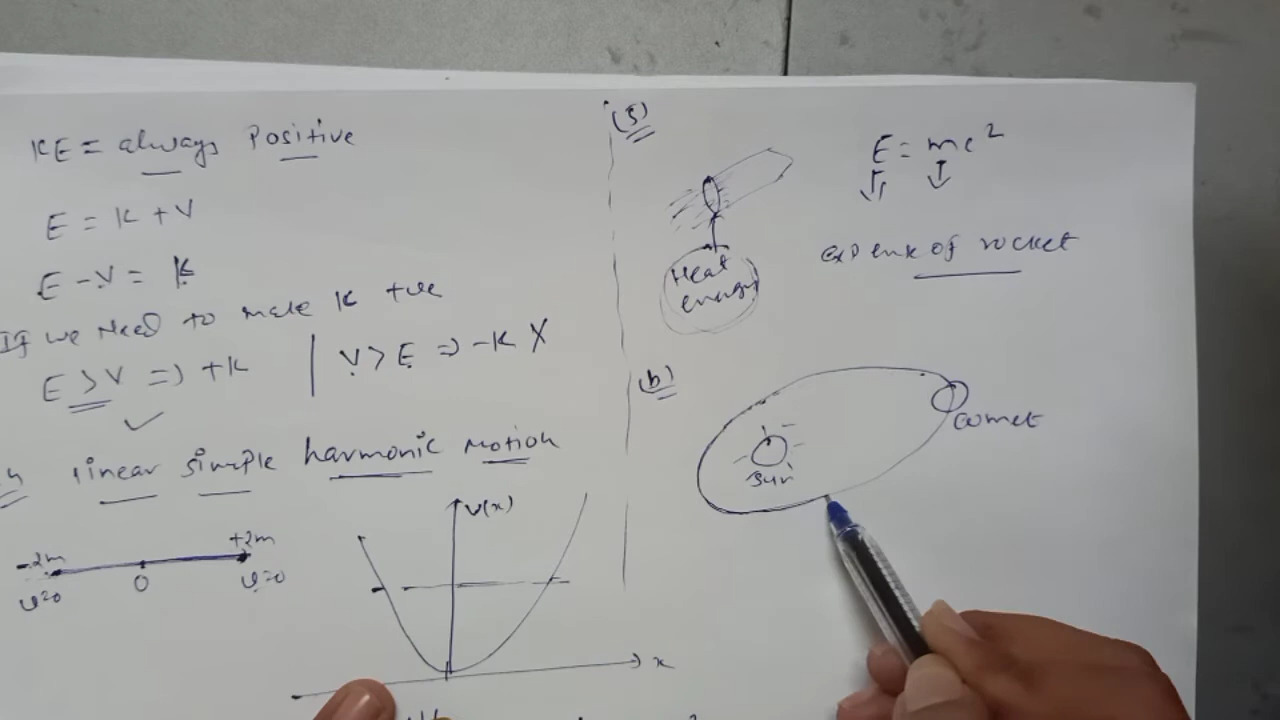 KE = always Positive
E = K + V
E - V = K
If we need to make K +ve
E > V => +K | V > E => -K X
linear simple harmonic motion
-2m
+2m
v=0
0
v=0
V(x)
x
(5)
E = mc²
Heat
energy
expense of rocket
(b)
Sun
comet